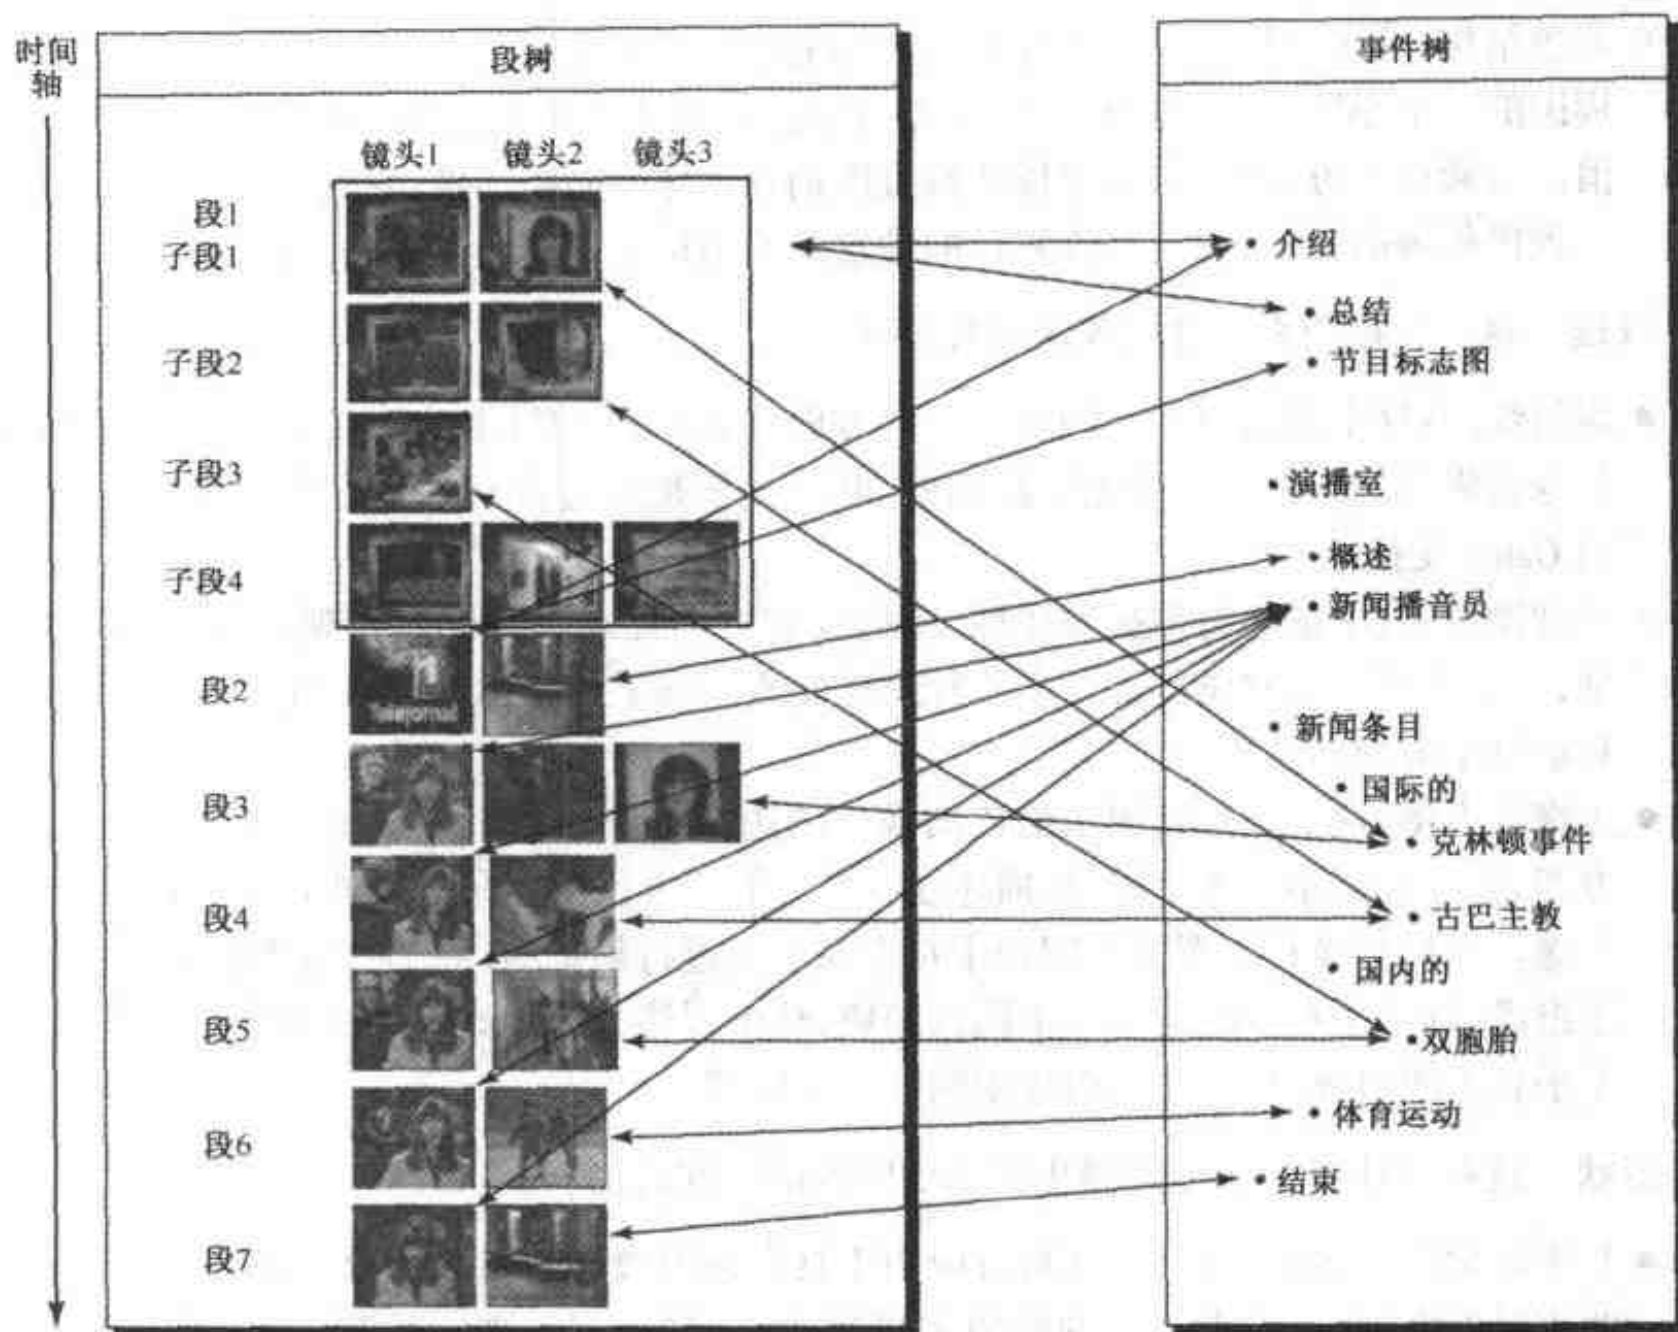 时间
轴
段树
镜头1 镜头2 镜头3
段1
子段1
子段2
子段3
子段4
段2
Telejornal
段3
段4
段5
段6
段7
事件树
• 介绍
• 总结
• 节目标志图
• 演播室
• 概述
• 新闻播音员
• 新闻条目
• 国际的
• 克林顿事件
• 古巴主教
• 国内的
• 双胞胎
• 体育运动
• 结束